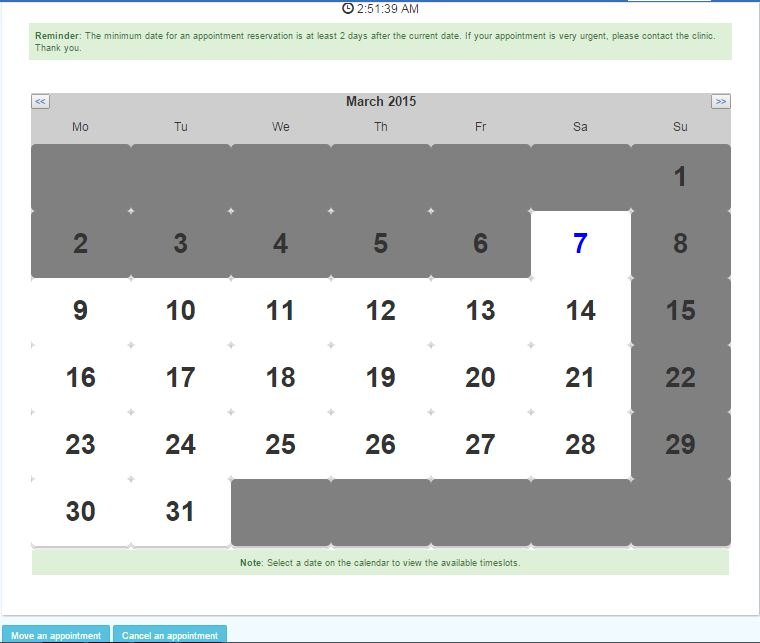 2:51:39 AM
Reminder: The minimum date for an appointment reservation is at least 2 days after the current date. If your appointment is very urgent, please contact the clinic.
Thank you.
<< March 2015 >>
Mo Tu We Th Fr Sa Su
1
2 3 4 5 6 7 8
9 10 11 12 13 14 15
16 17 18 19 20 21 22
23 24 25 26 27 28 29
30 31
Note: Select a date on the calendar to view the available timeslots.
Move an appointment Cancel an appointment